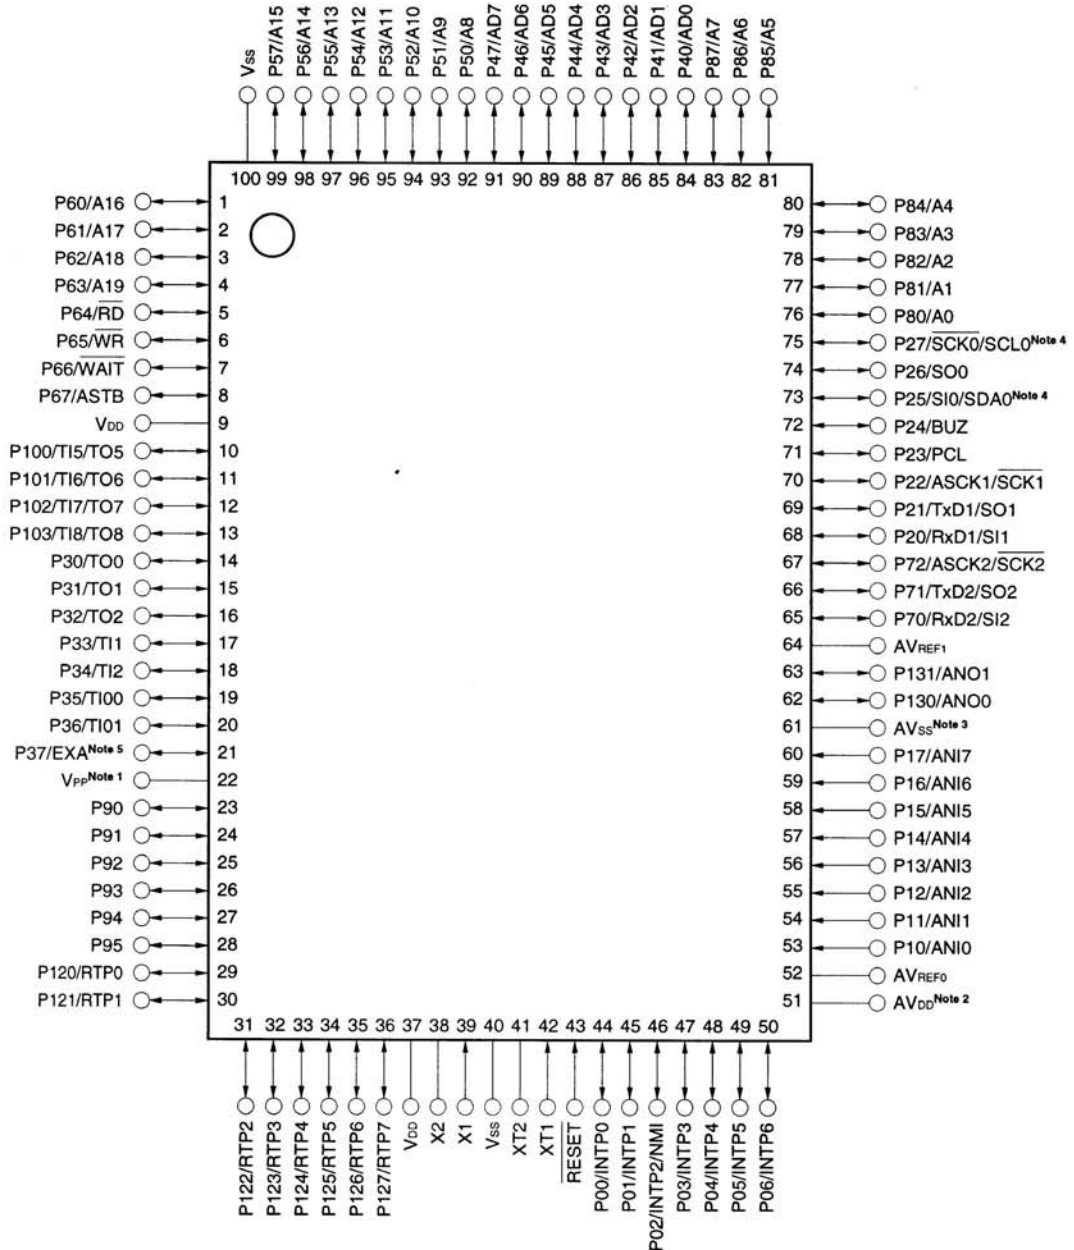 VSS
P57/A15
P56/A14
P55/A13
P54/A12
P53/A11
P52/A10
P51/A9
P50/A8
P47/AD7
P46/AD6
P45/AD5
P44/AD4
P43/AD3
P42/AD2
P41/AD1
P40/AD0
P87/A7
P86/A6
P85/A5
100 99 98 97 96 95 94 93 92 91 90 89 88 87 86 85 84 83 82 81
P60/A16 1
P61/A17 2
P62/A18 3
P63/A19 4
P64/RD 5
P65/WR 6
P66/WAIT 7
P67/ASTB 8
VDD 9
P100/TI5/TO5 10
P101/TI6/TO6 11
P102/TI7/TO7 12
P103/TI8/TO8 13
P30/TO0 14
P31/TO1 15
P32/TO2 16
P33/TI1 17
P34/TI2 18
P35/TI00 19
P36/TI01 20
P37/EXA Note 5 21
VPP Note 1 22
P90 23
P91 24
P92 25
P93 26
P94 27
P95 28
P120/RTP0 29
P121/RTP1 30
80 P84/A4
79 P83/A3
78 P82/A2
77 P81/A1
76 P80/A0
75 P27/SCK0/SCL0 Note 4
74 P26/SO0
73 P25/SI0/SDA0 Note 4
72 P24/BUZ
71 P23/PCL
70 P22/ASCK1/SCK1
69 P21/TxD1/SO1
68 P20/RxD1/SI1
67 P72/ASCK2/SCK2
66 P71/TxD2/SO2
65 P70/RxD2/SI2
64 AVREF1
63 P131/ANO1
62 P130/ANO0
61 AVSS Note 3
60 P17/ANI7
59 P16/ANI6
58 P15/ANI5
57 P14/ANI4
56 P13/ANI3
55 P12/ANI2
54 P11/ANI1
53 P10/ANI0
52 AVREF0
51 AVDD Note 2
31 32 33 34 35 36 37 38 39 40 41 42 43 44 45 46 47 48 49 50
P122/RTP2
P123/RTP3
P124/RTP4
P125/RTP5
P126/RTP6
P127/RTP7
VDD
X2
X1
VSS
XT2
XT1
RESET
P00/INTP0
P01/INTP1
P02/INTP2/NMI
P03/INTP3
P04/INTP4
P05/INTP5
P06/INTP6